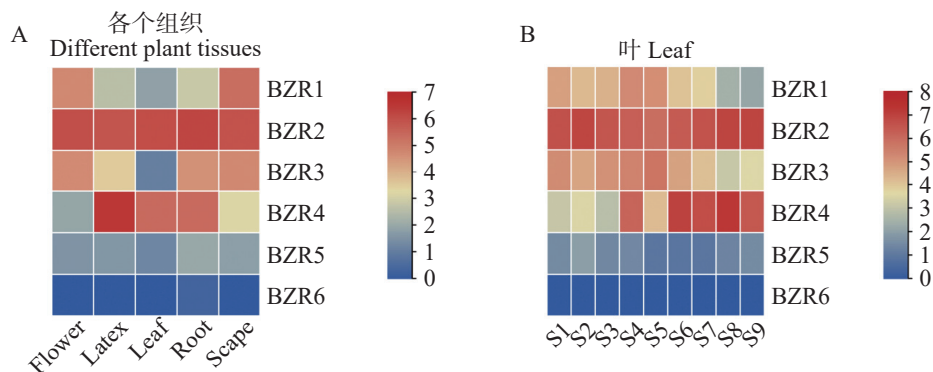 A
各个组织
Different plant tissues
BZR1
BZR2
BZR3
BZR4
BZR5
BZR6
Flower
Latex
Leaf
Root
Scape
7
6
5
4
3
2
1
0
B
叶 Leaf
BZR1
BZR2
BZR3
BZR4
BZR5
BZR6
S1
S2
S3
S4
S5
S6
S7
S8
S9
8
7
6
5
4
3
2
1
0